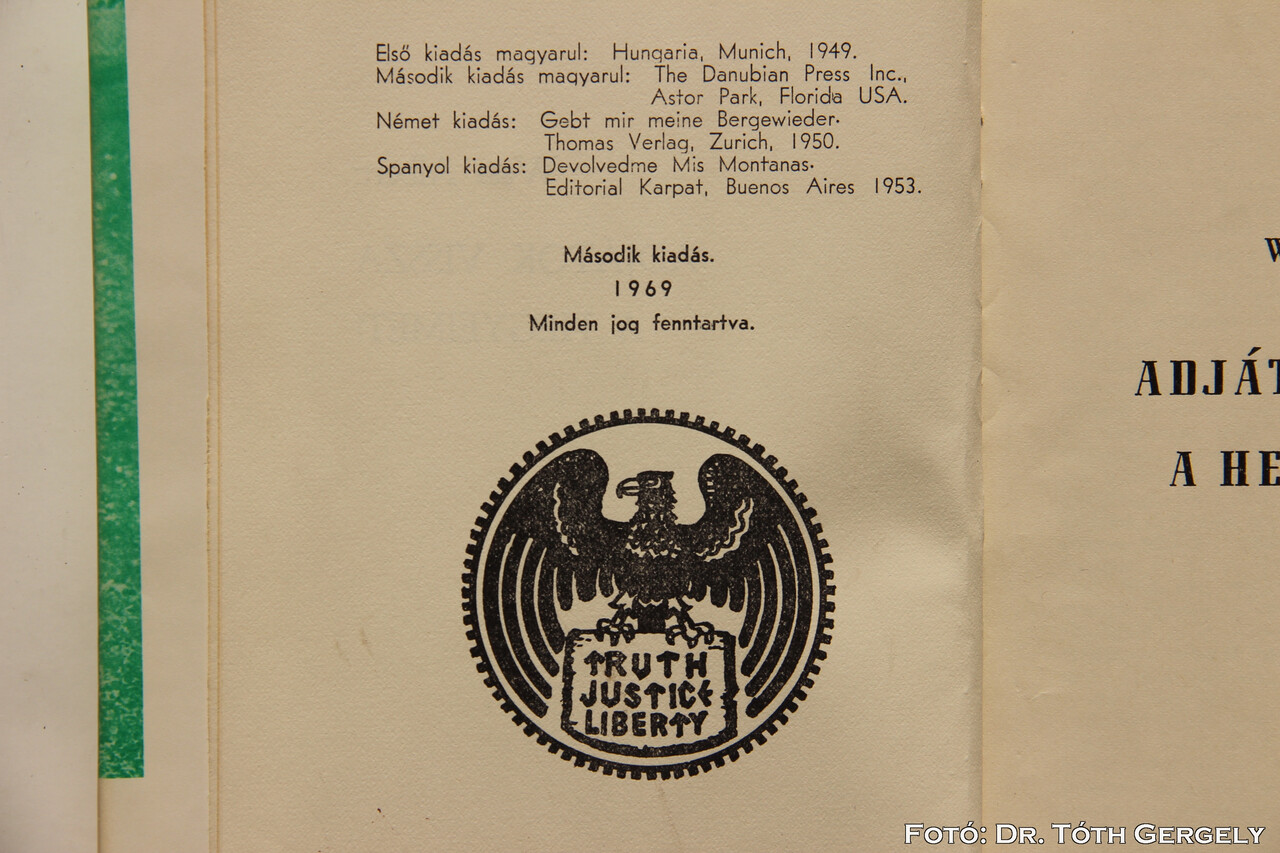 Első kiadás magyarul: Hungaria, Munich, 1949.
Második kiadás magyarul: The Danubian Press Inc.,
Astor Park, Florida USA.
Német kiadás: Gebt mir meine Bergewieder.
Thomas Verlag, Zurich, 1950.
Spanyol kiadás: Devolvedme Mis Montanas.
Editorial Karpat, Buenos Aires 1953.
Második kiadás.
1969
Minden jog fenntartva.
TRUTH
JUSTICE
LIBERTY
W
ADJÁT
A HE
Fotó: Dr. Tóth Gergely